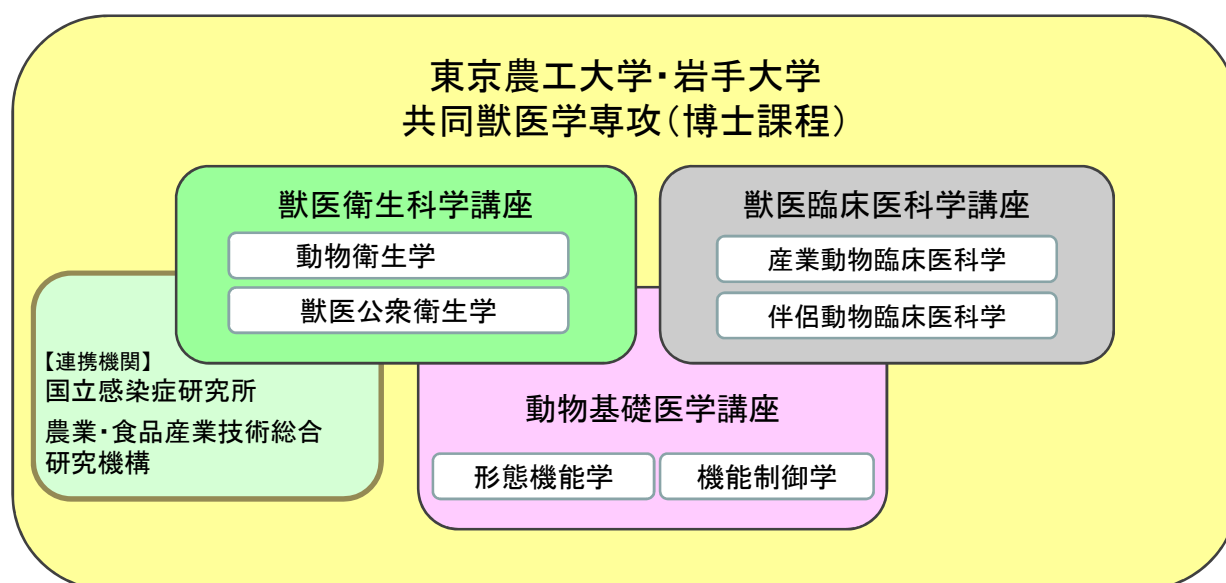 東京農工大学・岩手大学
共同獣医学専攻（博士課程）
獣医衛生科学講座
動物衛生学
獣医公衆衛生学
獣医臨床医科学講座
産業動物臨床医科学
伴侶動物臨床医科学
【連携機関】
国立感染症研究所
農業・食品産業技術総合
研究機構
動物基礎医学講座
形態機能学
機能制御学